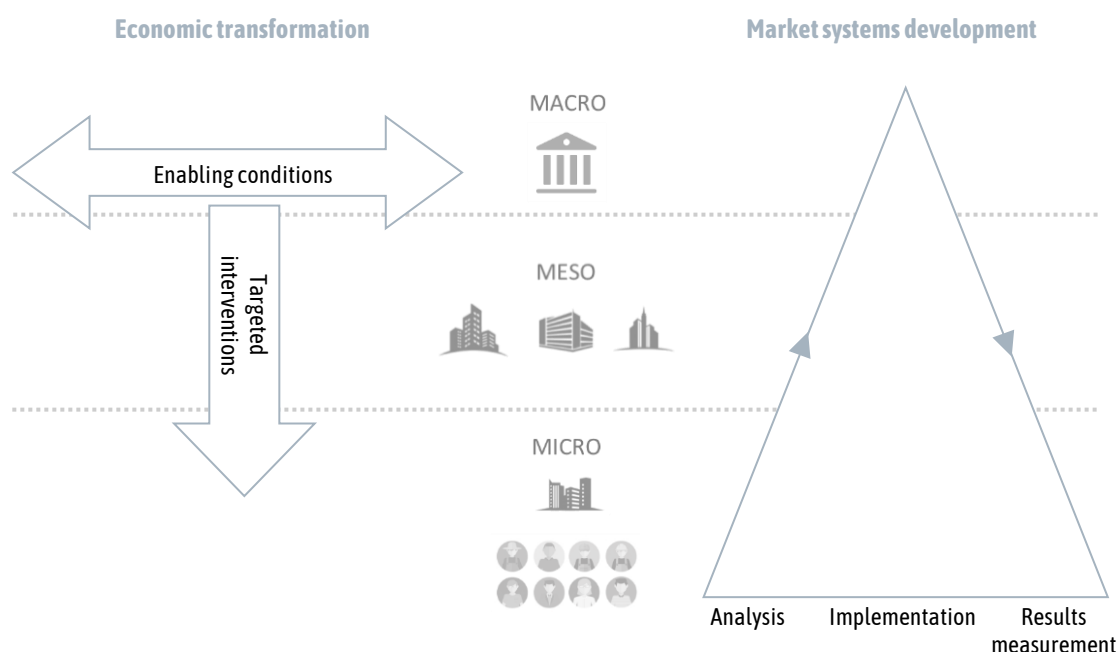 Economic transformation
Market systems development
MACRO
Enabling conditions
MESO
Targeted
interventions
MICRO
Analysis
Implementation
Results
measurement